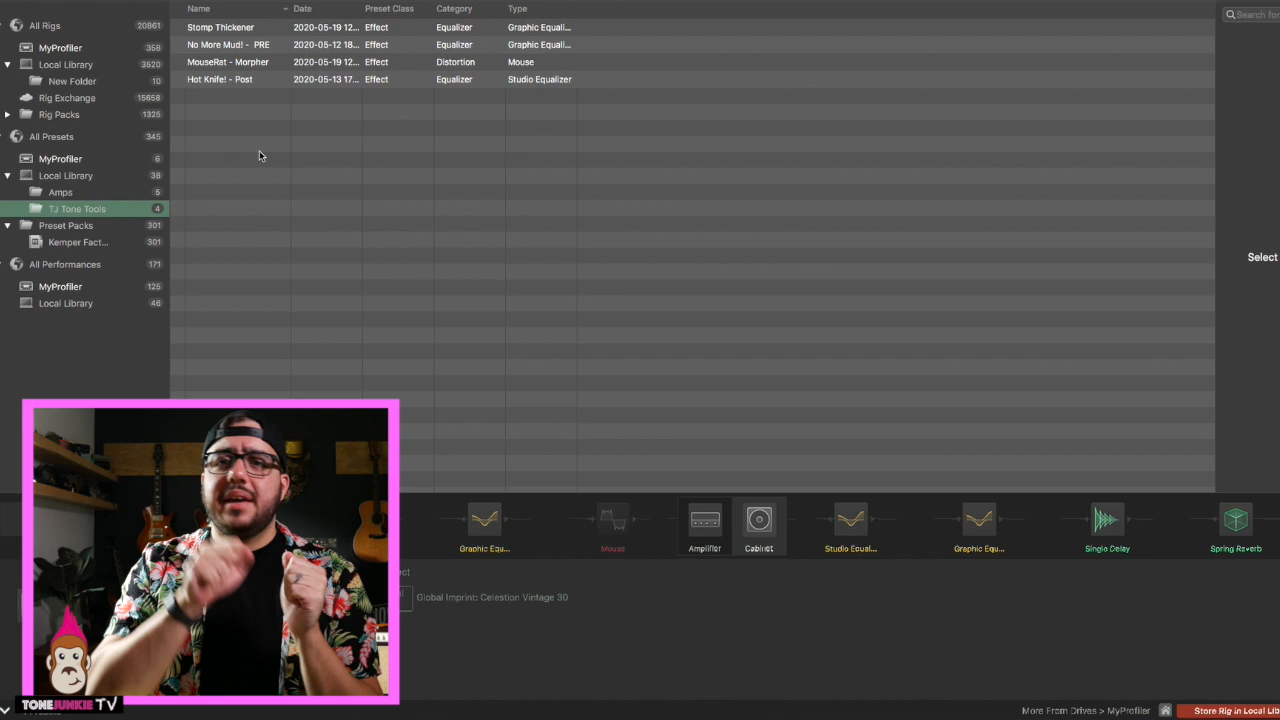 Name Date Preset Class Category Type
Search for
All Rigs 20861
Stomp Thickener 2020-05-19 12... Effect Equalizer Graphic Equali...
No More Mud! - PRE 2020-05-12 18... Effect Equalizer Graphic Equali...
MouseRat - Morpher 2020-05-19 12... Effect Distortion Mouse
Hot Knife! - Post 2020-05-13 17... Effect Equalizer Studio Equalizer
MyProfiler 358
Local Library 3520
New Folder 10
Rig Exchange 15658
Rig Packs 1325
All Presets 345
MyProfiler 6
Local Library 38
Amps 5
TJ Tone Tools 4
Preset Packs 301
Kemper Fact... 301
All Performances 171
MyProfiler 125
Local Library 46
Select
Graphic Equ... Mouse Amplifier Cabinet Studio Equal... Graphic Equ... Single Delay Spring Reverb
Global Imprint: Celestion Vintage 30
TONEJUNKIE TV
More From Drives > MyProfiler
Store Rig in Local Lib